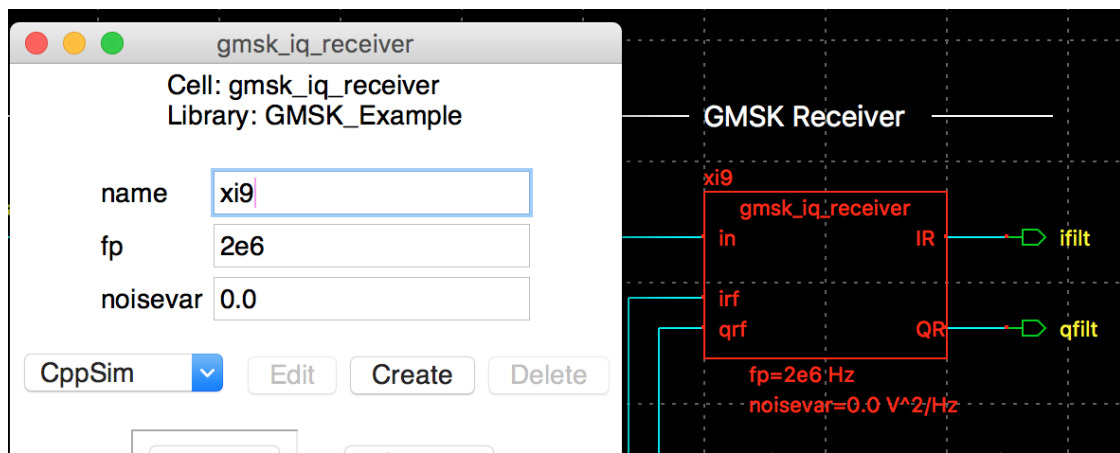 gmsk_iq_receiver
Cell: gmsk_iq_receiver
Library: GMSK_Example
name xi9
fp 2e6
noisevar 0.0
CppSim Edit Create Delete
GMSK Receiver
xi9
gmsk_iq_receiver
in IR ifilt
irf
qrf QR qfilt
fp=2e6 Hz
noisevar=0.0 V^2/Hz